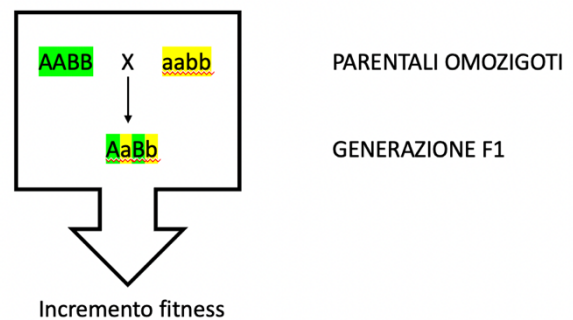 AABB X aabb PARENTALI OMOZIGOTI
AaBb GENERAZIONE F1
Incremento fitness